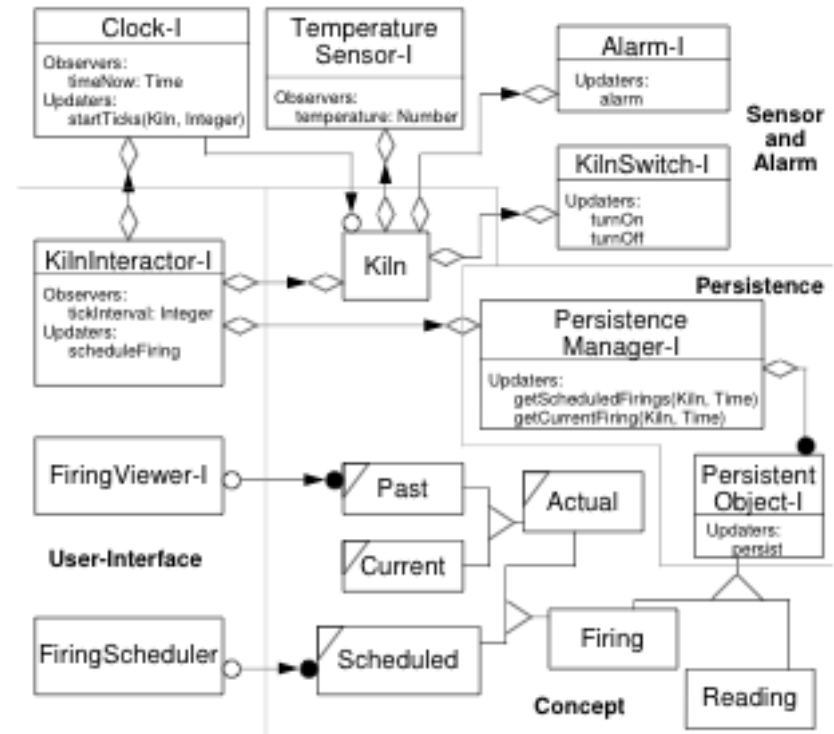 Clock-I
Observers:
timeNow: Time
Updaters:
startTicks(Kiln, Integer)
Temperature
Sensor-I
Observers:
temperature: Number
Alarm-I
Updaters:
alarm
Sensor
and
Alarm
KilnSwitch-I
Updaters:
turnOn
turnOff
KilnInteractor-I
Observers:
tickInterval: Integer
Updaters:
scheduleFiring
Kiln
Persistence
Persistence
Manager-I
Updaters:
getScheduledFirings(Kiln, Time)
getCurrentFiring(Kiln, Time)
FiringViewer-I
Past
Actual
Persistent
Object-I
Updaters:
persist
User-Interface
Current
FiringScheduler
Scheduled
Firing
Reading
Concept